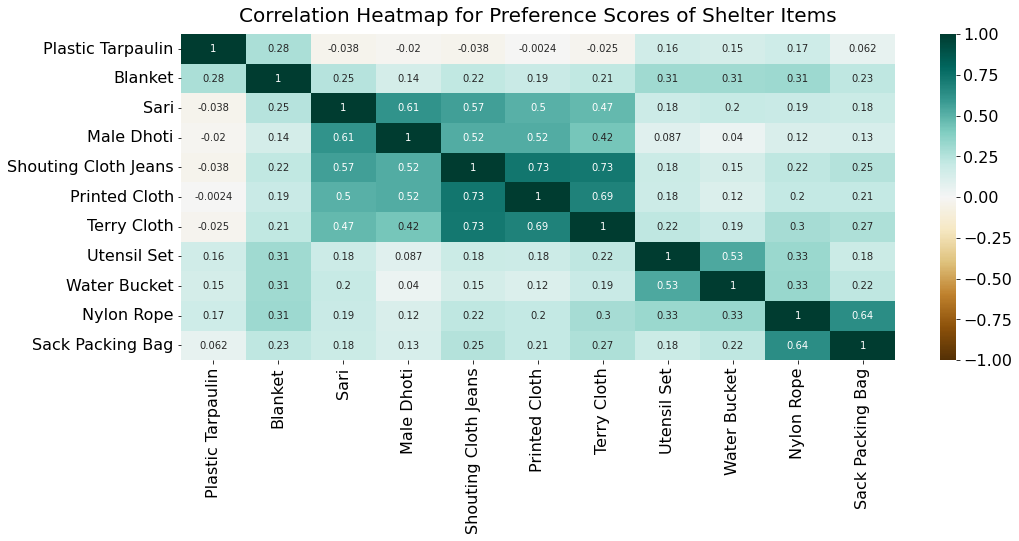 Correlation Heatmap for Preference Scores of Shelter Items
Plastic Tarpaulin 1 0.28 -0.038 -0.02 -0.038 -0.0024 -0.025 0.16 0.15 0.17 0.062
Blanket 0.28 1 0.25 0.14 0.22 0.19 0.21 0.31 0.31 0.31 0.23
Sari -0.038 0.25 1 0.61 0.57 0.5 0.47 0.18 0.2 0.19 0.18
Male Dhoti -0.02 0.14 0.61 1 0.52 0.52 0.42 0.087 0.04 0.12 0.13
Shouting Cloth Jeans -0.038 0.22 0.57 0.52 1 0.73 0.73 0.18 0.15 0.22 0.25
Printed Cloth -0.0024 0.19 0.5 0.52 0.73 1 0.69 0.18 0.12 0.2 0.21
Terry Cloth -0.025 0.21 0.47 0.42 0.73 0.69 1 0.22 0.19 0.3 0.27
Utensil Set 0.16 0.31 0.18 0.087 0.18 0.18 0.22 1 0.53 0.33 0.18
Water Bucket 0.15 0.31 0.2 0.04 0.15 0.12 0.19 0.53 1 0.33 0.22
Nylon Rope 0.17 0.31 0.19 0.12 0.22 0.2 0.3 0.33 0.33 1 0.64
Sack Packing Bag 0.062 0.23 0.18 0.13 0.25 0.21 0.27 0.18 0.22 0.64 1
Plastic Tarpaulin
Blanket
Sari
Male Dhoti
Shouting Cloth Jeans
Printed Cloth
Terry Cloth
Utensil Set
Water Bucket
Nylon Rope
Sack Packing Bag
1.00
0.75
0.50
0.25
0.00
−0.25
−0.50
−0.75
−1.00